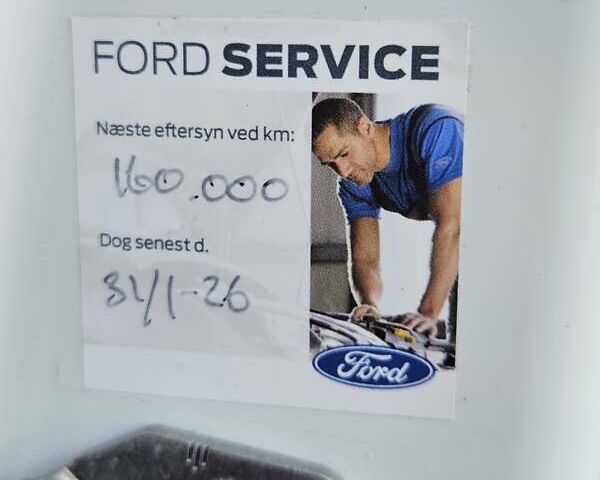 FORD SERVICE
Næste eftersyn ved km:
160.000
Dog senest d.
31/1-26
Ford